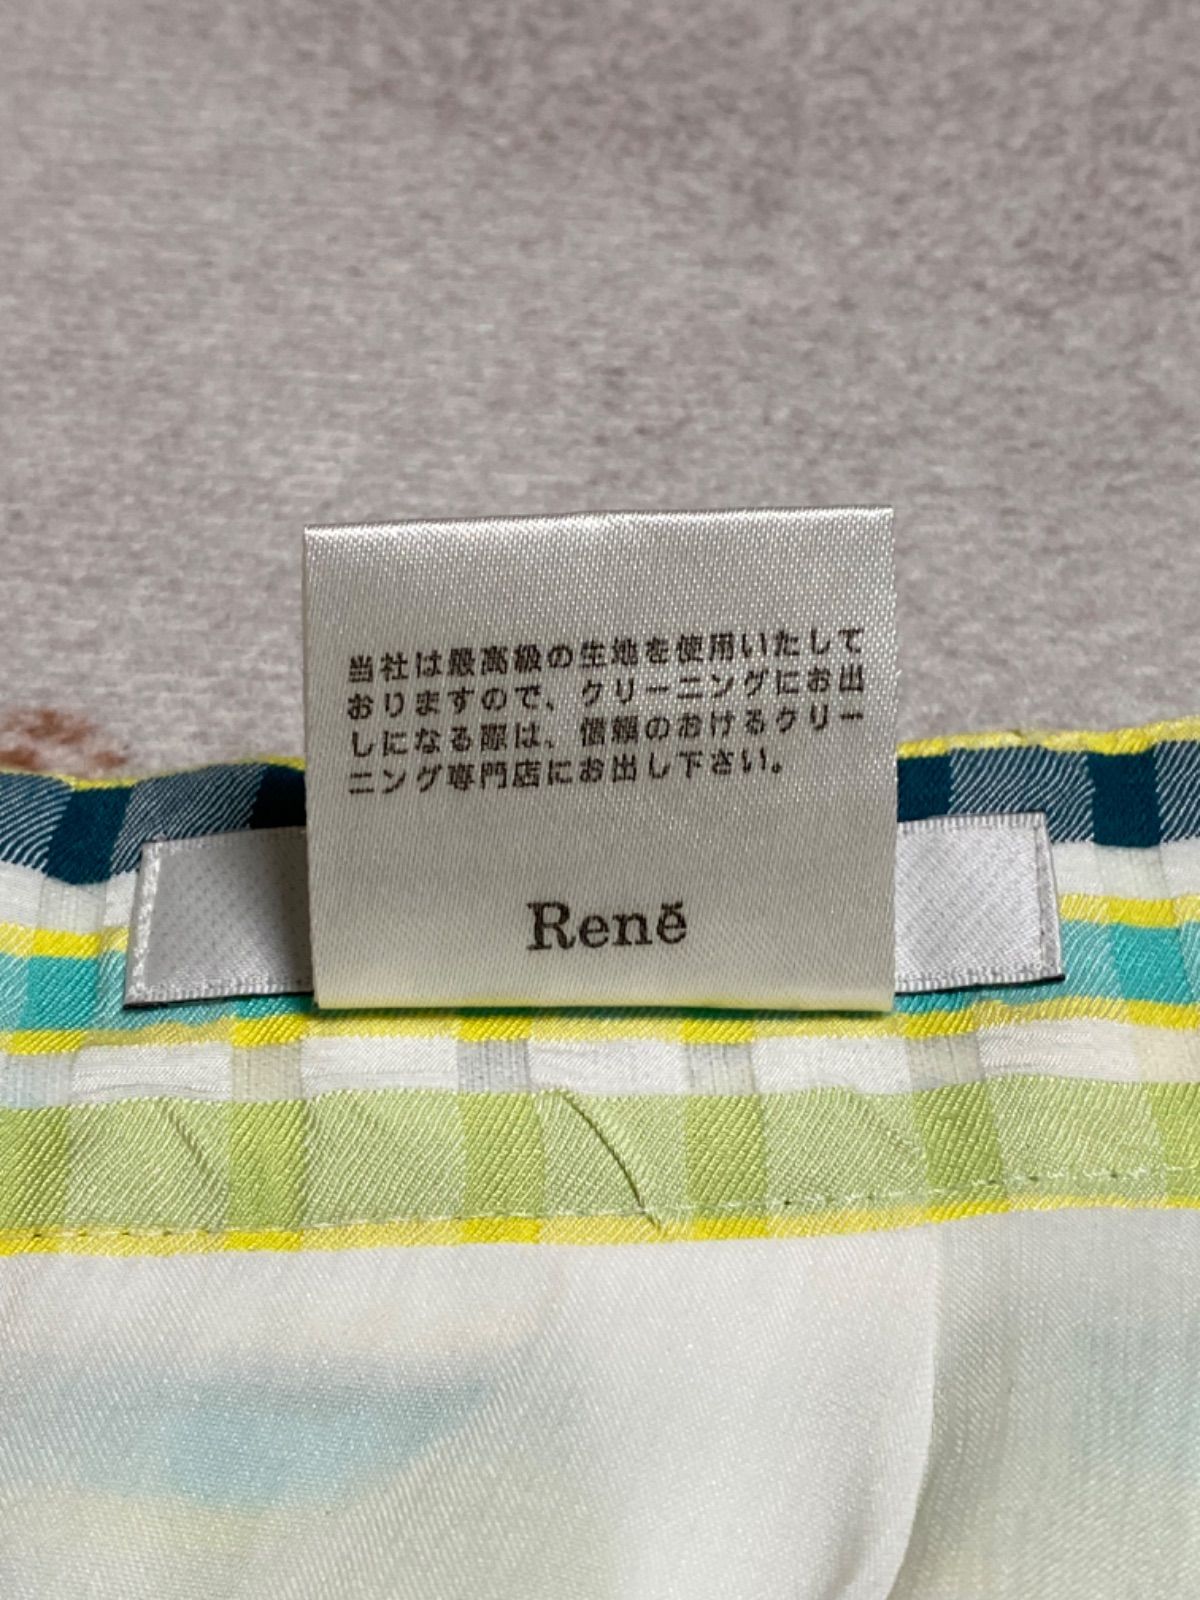 当社は最高級の生地を使用いたして
おりますので、クリーニングにお出
しになる際は、信頼のおけるクリー
ニング専門店にお出し下さい。
Renĕ